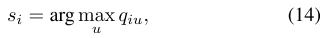 s_i = arg max_u q_{iu}, (14)